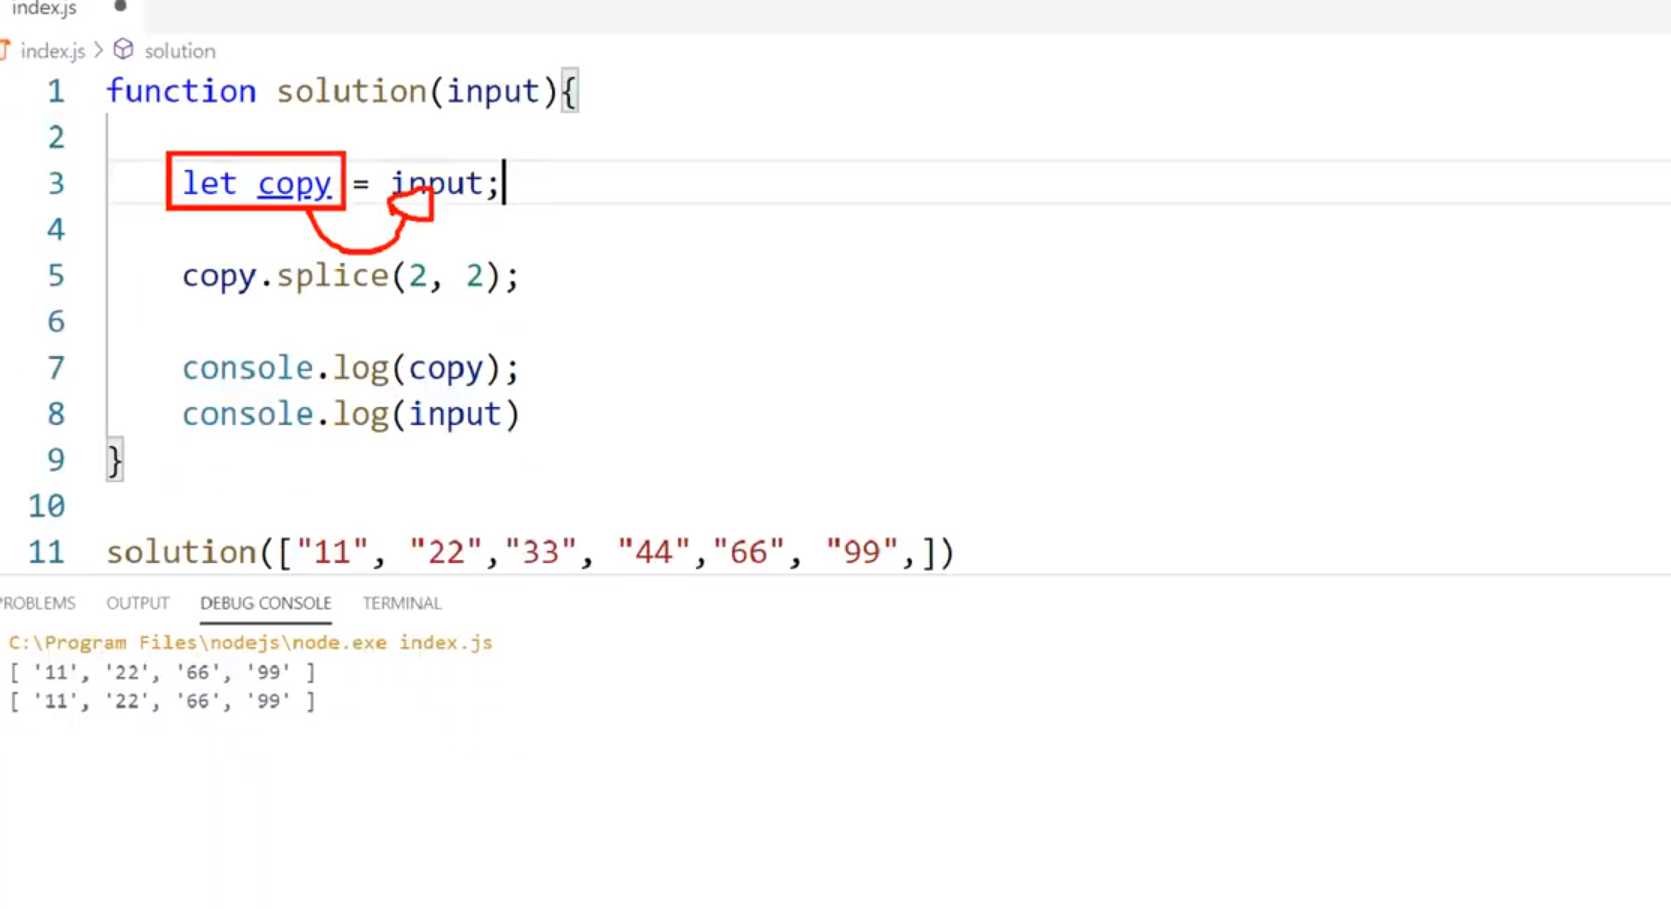 index.js
index.js > solution
1 function solution(input){
2
3 let copy = input;
4
5 copy.splice(2, 2);
6
7 console.log(copy);
8 console.log(input)
9 }
10
11 solution(["11", "22","33", "44","66", "99",])
PROBLEMS OUTPUT DEBUG CONSOLE TERMINAL
C:\Program Files\nodejs\node.exe index.js
[ '11', '22', '66', '99' ]
[ '11', '22', '66', '99' ]